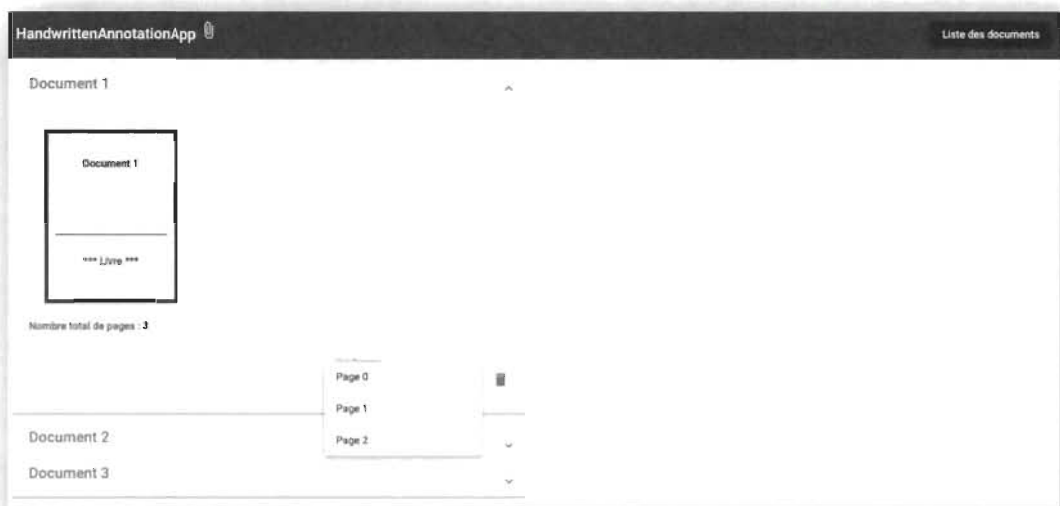 HandwrittenAnnotationApp
Liste des documents
Document 1
Document 1
*** Livre ***
Nombre total de pages : 3
Page 0
Page 1
Page 2
Document 2
Document 3